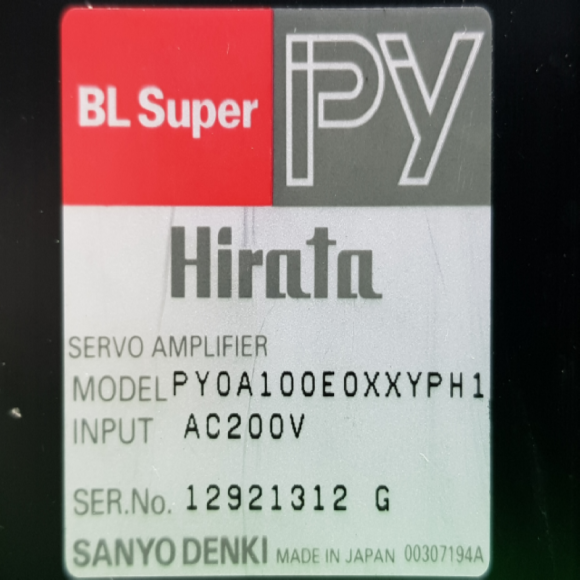 BL Super PY
Hirata
SERVO AMPLIFIER
MODEL PY0A100E0XXYPH1
INPUT AC200V
SER.No. 12921312 G
SANYO DENKI MADE IN JAPAN 00307194A